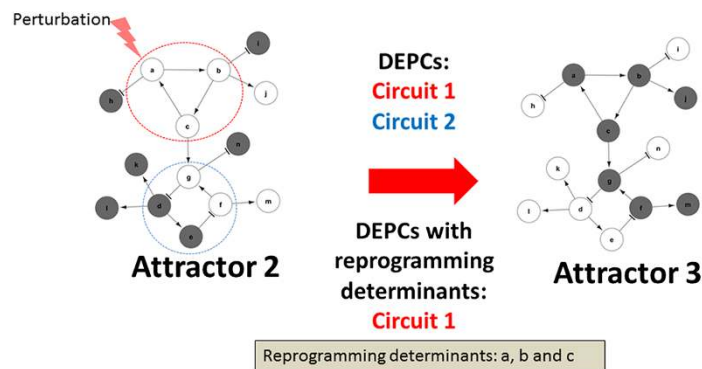 Perturbation
i
a
b
j
h
c
k
n
g
l
d
f
m
e
Attractor 2
DEPCs:
Circuit 1
Circuit 2
DEPCs with
reprogramming
determinants:
Circuit 1
i
a
b
j
h
c
n
k
g
d
f
m
l
e
Attractor 3
Reprogramming determinants: a, b and c